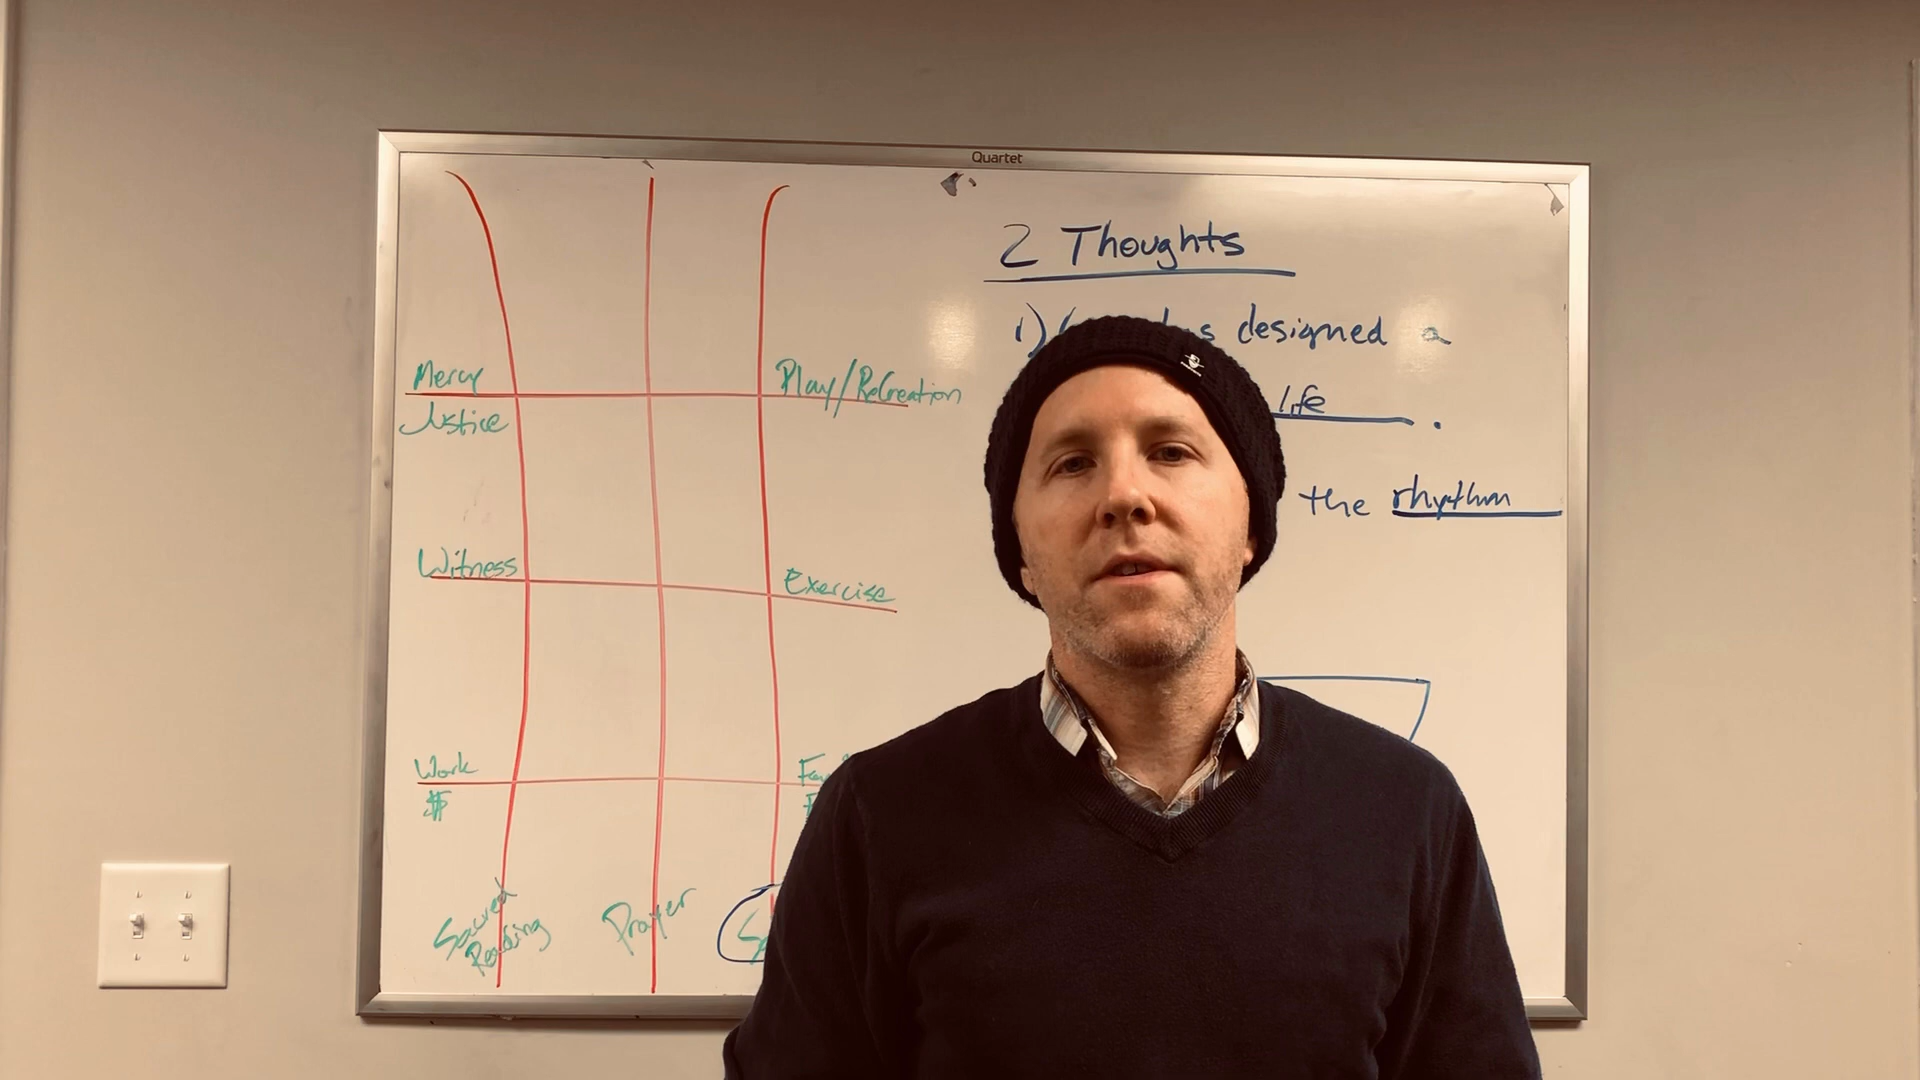 Quartet
2 Thoughts
1) designed a
life .
the rhythm
Mercy
Justice
Play/ReCreation
Witness
Exercise
Work
$
Sacred
Reading
Prayer